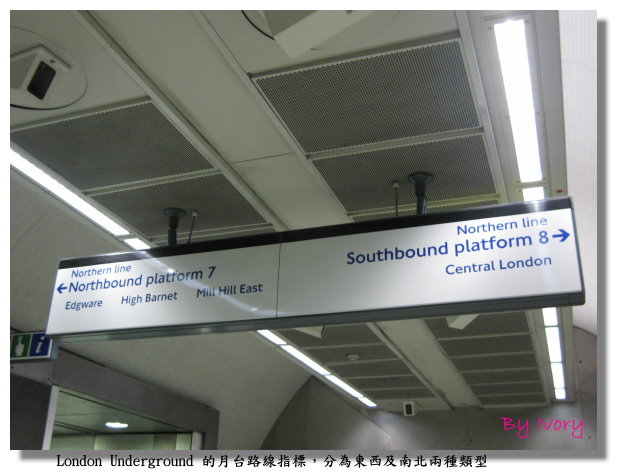 Northern line
←Northbound platform 7
Edgware High Barnet Mill Hill East
Northern line
Southbound platform 8→
Central London
i
By Ivory
London Underground 的月台路線指標，分為東西及南北兩種類型